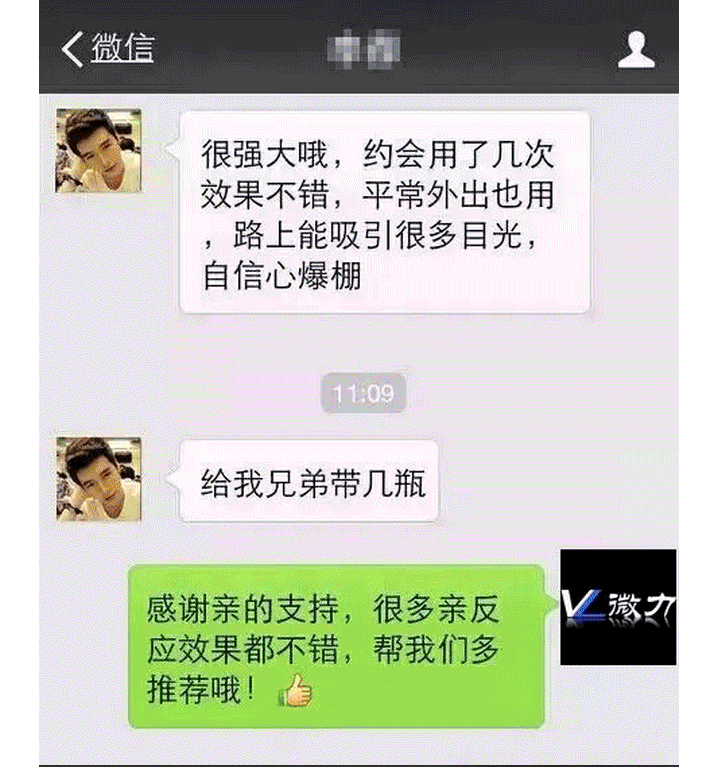 微信
很强大哦，约会用了几次
效果不错，平常外出也用
，路上能吸引很多目光，
自信心爆棚
11:09
给我兄弟带几瓶
感谢亲的支持，很多亲反
应效果都不错，帮我们多
推荐哦！
VL微力